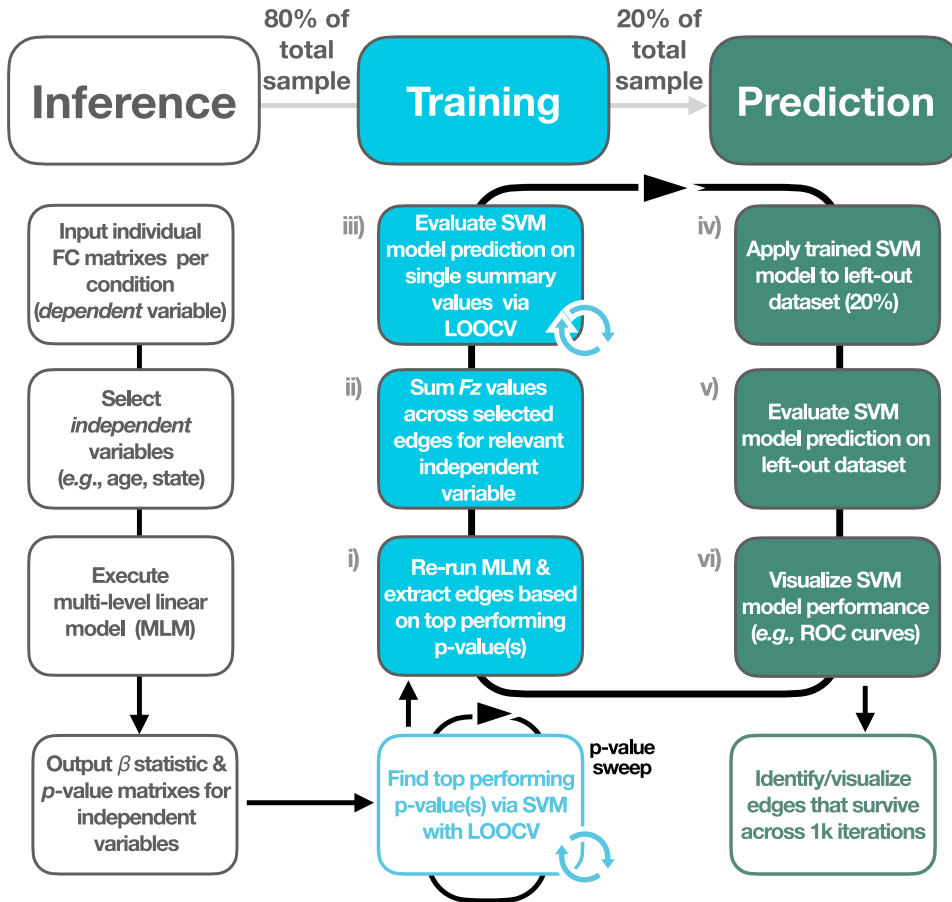 Inference
80% of
total
sample
Training
20% of
total
sample
Prediction
Input individual
FC matrixes per
condition
(dependent variable)
Select
independent
variables
(e.g., age, state)
Execute
multi-level linear
model (MLM)
Output β statistic &
p-value matrixes for
independent
variables
iii)
Evaluate SVM
model prediction on
single summary
values via
LOOCV
ii)
Sum Fz values
across selected
edges for relevant
independent
variable
i)
Re-run MLM &
extract edges based
on top performing
p-value(s)
p-value
sweep
Find top performing
p-value(s) via SVM
with LOOCV
iv)
Apply trained SVM
model to left-out
dataset (20%)
v)
Evaluate SVM
model prediction on
left-out dataset
vi)
Visualize SVM
model performance
(e.g., ROC curves)
Identify/visualize
edges that survive
across 1k iterations